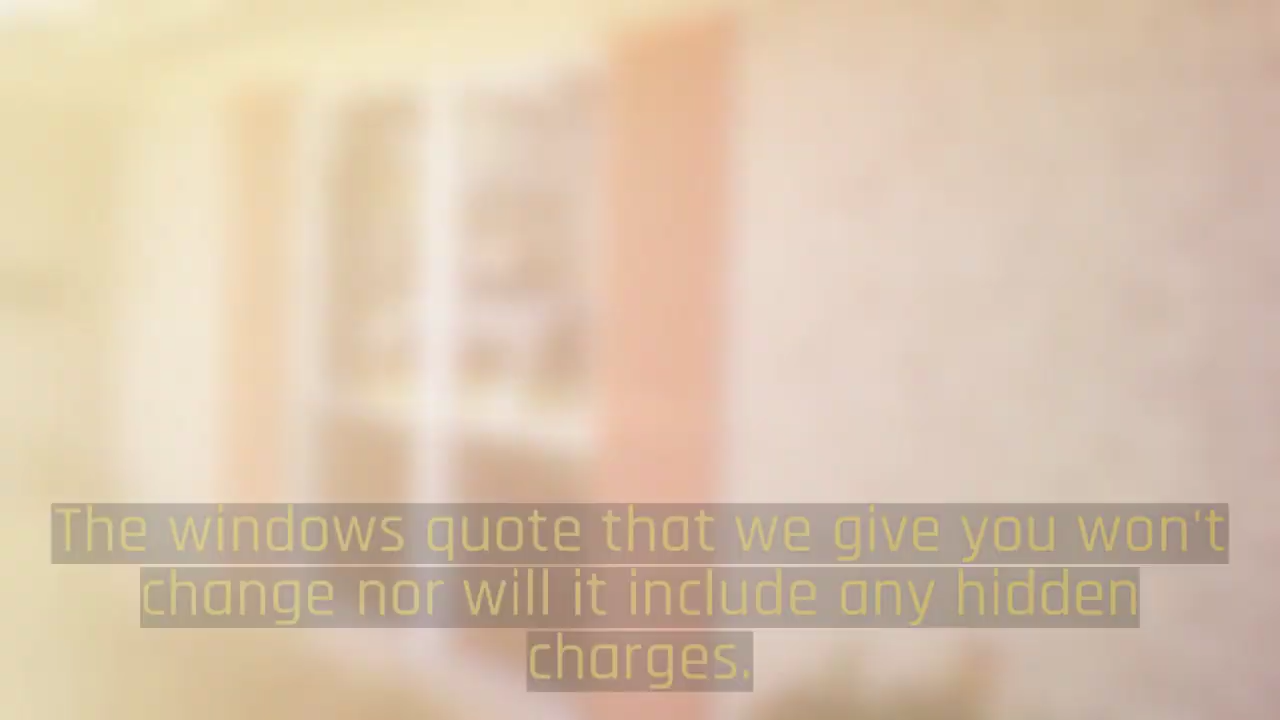 The windows quote that we give you won't
change nor will it include any hidden
charges.